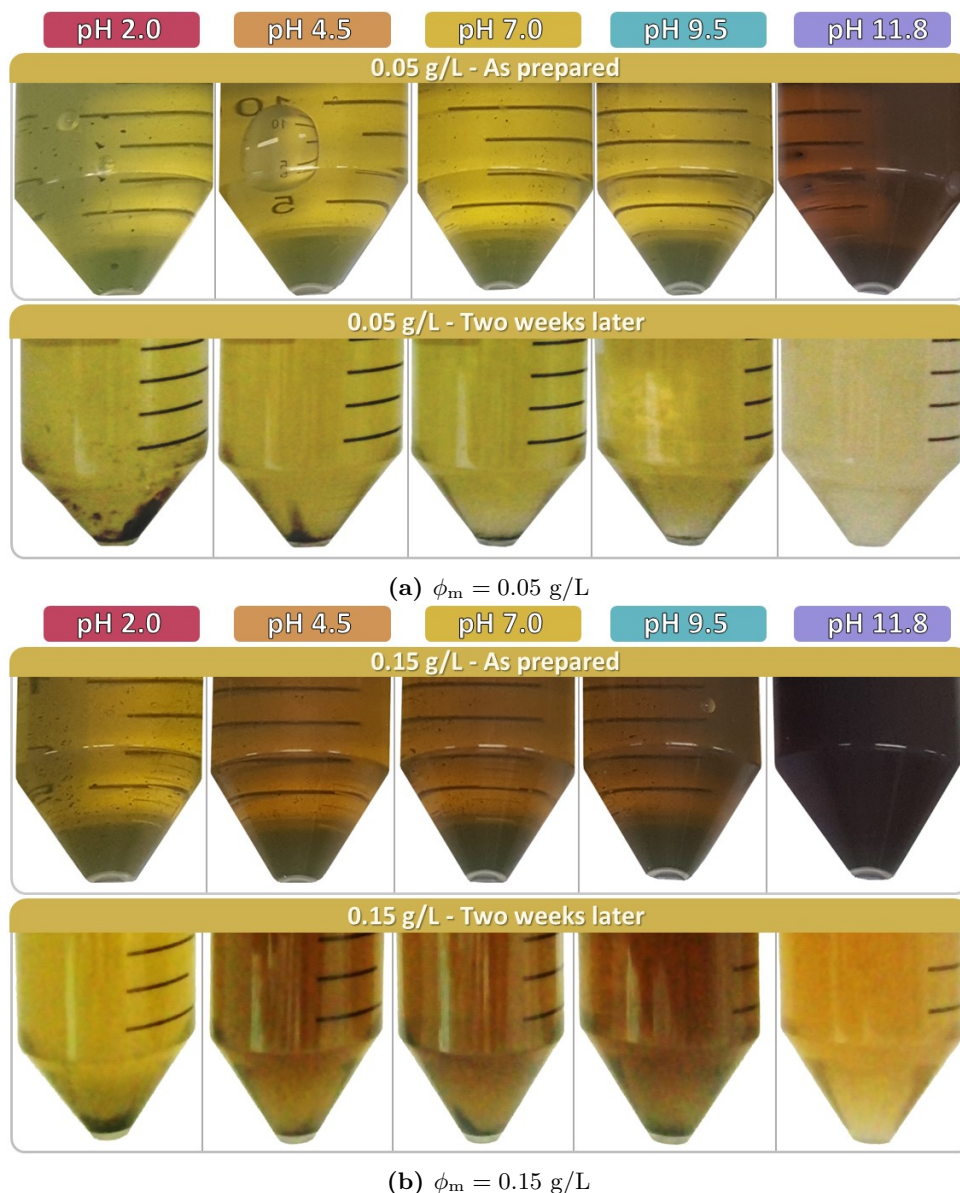 pH 2.0 pH 4.5 pH 7.0 pH 9.5 pH 11.8
0.05 g/L - As prepared
10
5
10
5
0.05 g/L - Two weeks later
(a) ϕm = 0.05 g/L
pH 2.0 pH 4.5 pH 7.0 pH 9.5 pH 11.8
0.15 g/L - As prepared
0.15 g/L - Two weeks later
(b) ϕm = 0.15 g/L